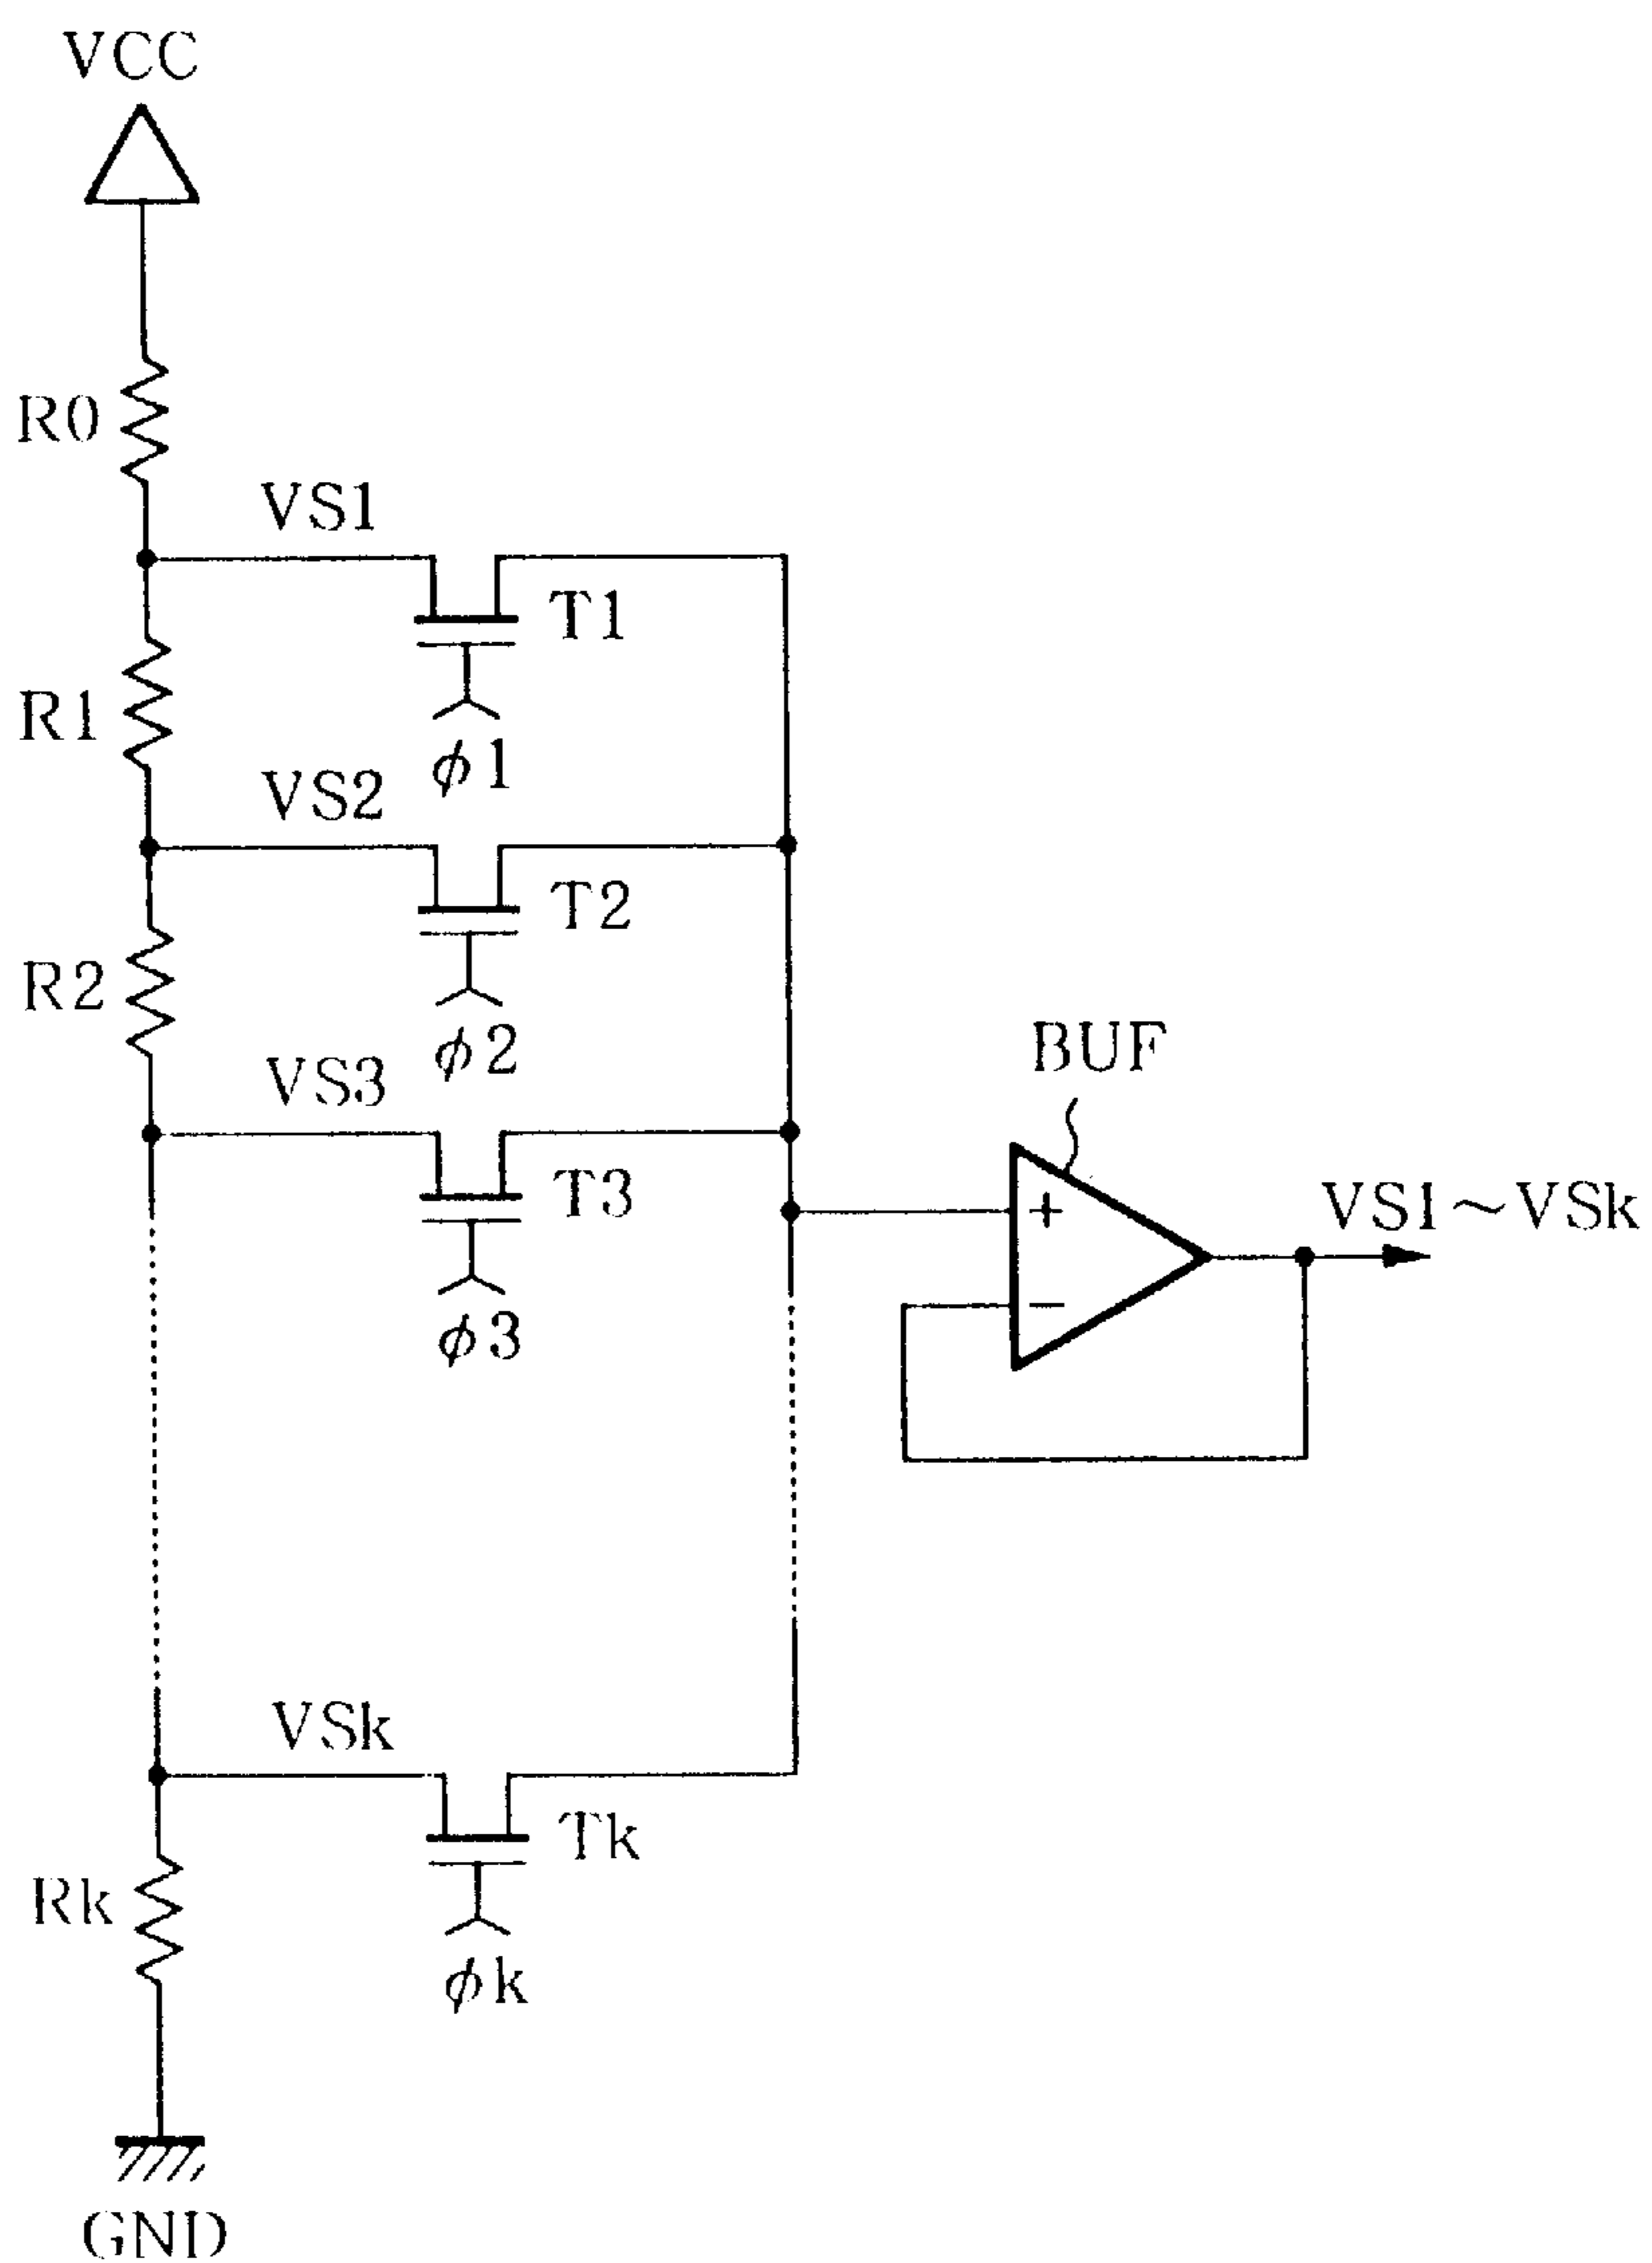 VCC
R0
VS1
T1
R1
φ1
VS2
T2
R2
φ2
BUF
VS3
T3
VS1～VSk
+
−
φ3
VSk
Tk
Rk
φk
GND